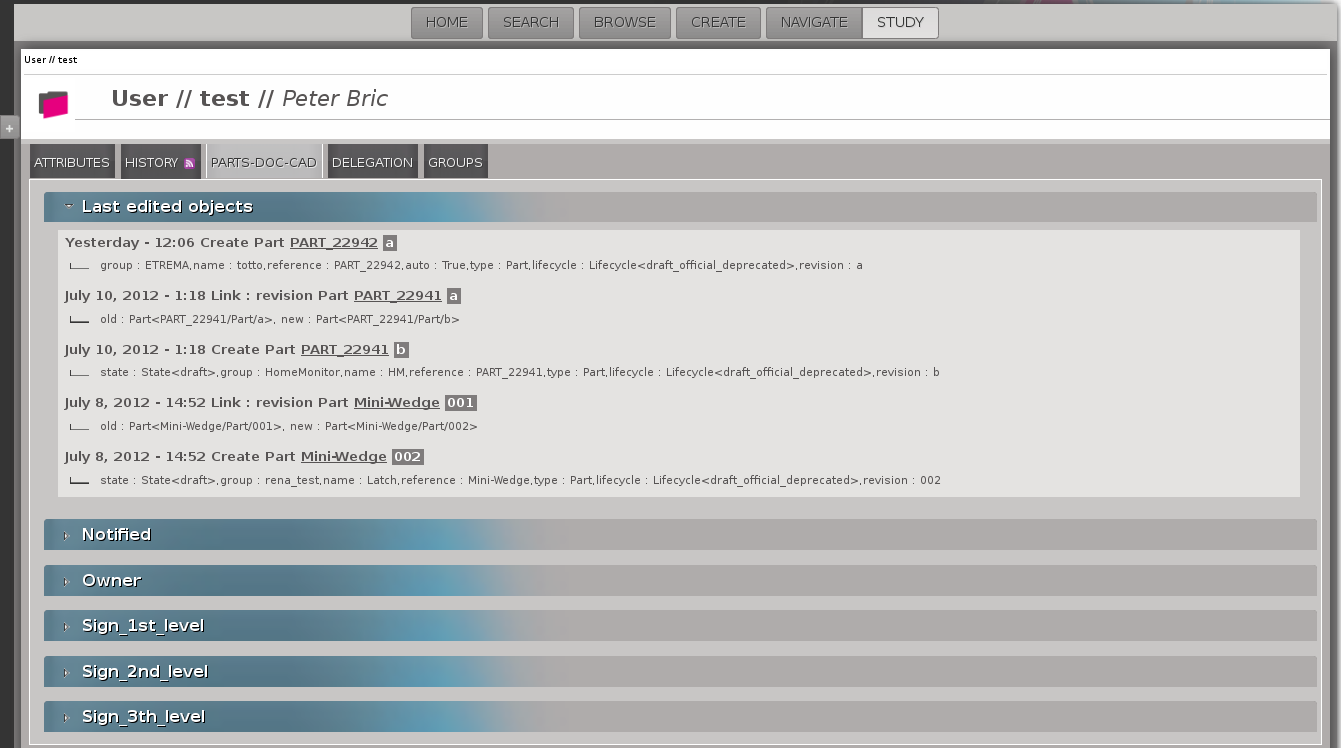 HOME SEARCH BROWSE CREATE NAVIGATE STUDY
User // test
User // test // Peter Bric
+
ATTRIBUTES HISTORY PARTS-DOC-CAD DELEGATION GROUPS
Last edited objects
Yesterday - 12:06 Create Part PART_22942 a
group : ETREMA,name : totto,reference : PART_22942,auto : True,type : Part,lifecycle : Lifecycle<draft_official_deprecated>,revision : a
July 10, 2012 - 1:18 Link : revision Part PART_22941 a
old : Part<PART_22941/Part/a>, new : Part<PART_22941/Part/b>
July 10, 2012 - 1:18 Create Part PART_22941 b
state : State<draft>,group : HomeMonitor,name : HM,reference : PART_22941,type : Part,lifecycle : Lifecycle<draft_official_deprecated>,revision : b
July 8, 2012 - 14:52 Link : revision Part Mini-Wedge 001
old : Part<Mini-Wedge/Part/001>, new : Part<Mini-Wedge/Part/002>
July 8, 2012 - 14:52 Create Part Mini-Wedge 002
state : State<draft>,group : rena_test,name : Latch,reference : Mini-Wedge,type : Part,lifecycle : Lifecycle<draft_official_deprecated>,revision : 002
Notified
Owner
Sign_1st_level
Sign_2nd_level
Sign_3th_level